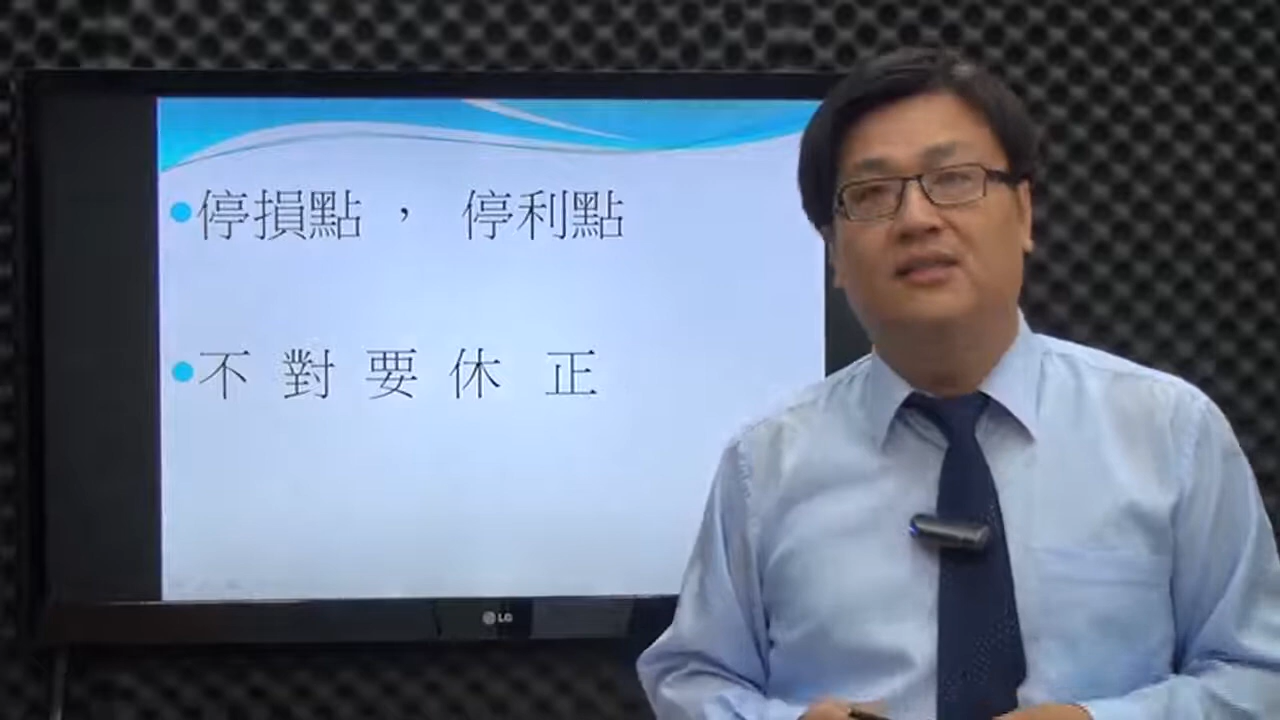 停損點 ， 停利點
不 對 要 休 正
LG